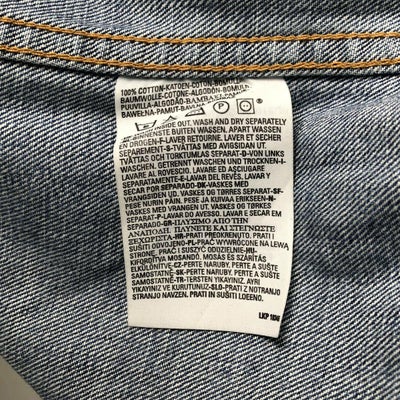 100% COTTON-KATOEN-COTON-
BAUMWOLLE-COTONE-ALGODÓN-BOMULL
PUUVILLA-ALGODÃO-ΒΑΜΒΑΚΙ-
BAWEŁNA-PAMUT-
INSIDE OUT. WASH AND DRY SEPARATELY
BINNENSTE BUITEN WASSEN. APART WASSEN
EN DROGEN-F-LAVER RETOURNE. LAVER ET SECHER
SEPAREMENT-S-TVÄTTAS MED AVIGSIDAN UT.
TVÄTTAS OCH TORKTUMLAS SEPARAT-D-VON LINKS
WASCHEN. GETRENNT WASCHEN UND TROCKNEN-I-
LAVARE AL ROVESCIO. LAVARE ED ASCIUGARE
SEPARATAMENTE-E-LAVAR DEL REVÉS. LAVAR Y
SECAR POR SEPARADO-DK-VASKES MED
VRANGSIDEN UD. VASKES OG TØRRES SEPARAT-SF-
PESE NURIN PÄIN. PESE JA KUIVAA ERIKSEEN-N-
VASKES MED VRANGEN UT. VASKES OG TØRKES
SEPARAT-P-LAVAR DO AVESSO. LAVAR E SECAR EM
SEPARADO-GR-ΠΛΥΣΙΜΟ ΑΠΟ ΤΗΝ
ΑΝΑΠΟΔΗ. ΠΛΥΝΕΤΕ ΚΑΙ ΣΤΕΓΝΩΣΤΕ
-HR-PRATI PREOKRENUTO. PRATI I
SUŠITI ODVOJENO-PL-PRAĆ WYWRÓCONE NA LEWĄ
STRONĘ. PRAĆ I SUSZYĆ ODDZIELNIE-HU-
KIFORDÍTVA MOSANDÓ. MOSÁS ÉS SZÁRÍTÁS
ELKÜLÖNÍTVE-CZ-PERTE NARUBY. PERTE A SUŠTE
SAMOSTATNĚ-SK-PERTE NARUBY. PERTE A SUŠTE
SAMOSTATNE-TR-TERS YIKAYINIZ. AYRI
YIKAYINIZ VE KURUTUNUZ-SLO-PRATI Z NOTRANJO
STRANJO NAVZEN. PRATI IN SUŠITI LOČENO.
LKP